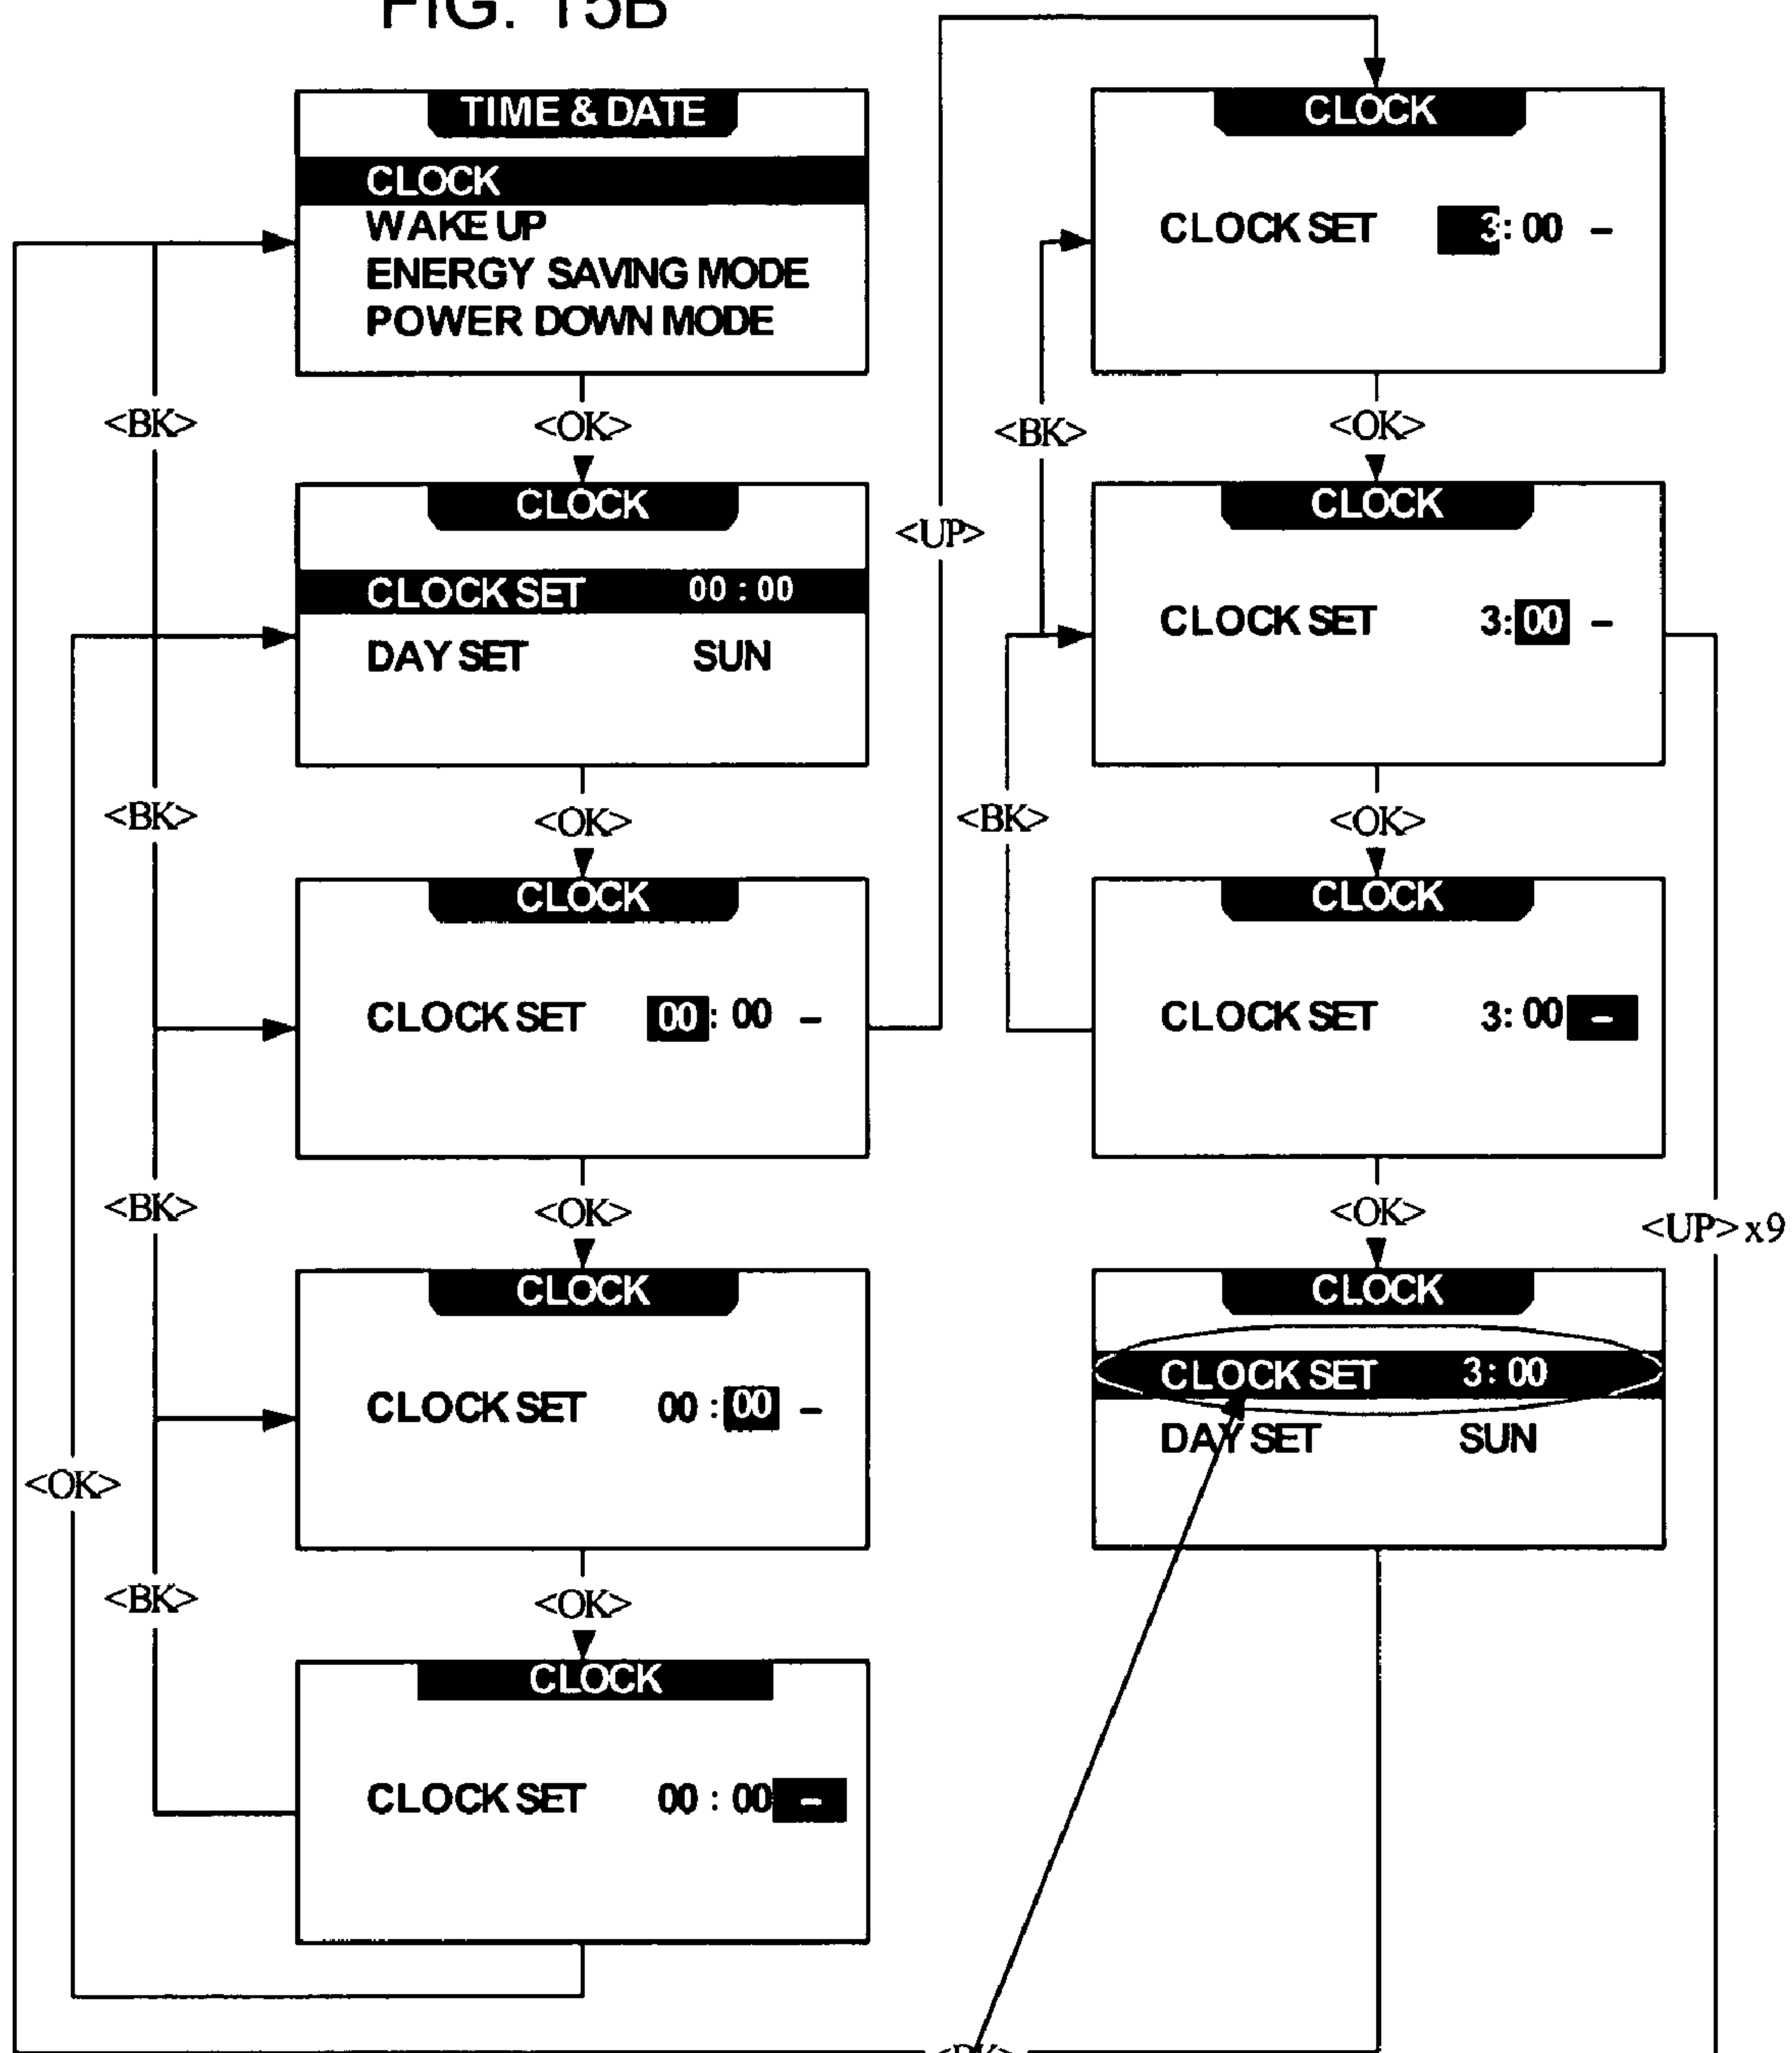 FIG. 15B
TIME & DATE
CLOCK
WAKE UP
ENERGY SAVING MODE
POWER DOWN MODE
<BK>
<OK>
CLOCK
CLOCK SET 00 : 00
DAY SET SUN
<BK>
<OK>
CLOCK
CLOCK SET 00 : 00 –
<BK>
<OK>
CLOCK
CLOCK SET 00 : 00 –
<OK>
<BK>
<OK>
CLOCK
CLOCK SET 00 : 00 –
<UP>
CLOCK
CLOCK SET 3: 00 –
<BK>
<OK>
CLOCK
CLOCK SET 3: 00 –
<BK>
<OK>
CLOCK
CLOCK SET 3: 00 –
<OK>
<UP> x9
CLOCK
CLOCK SET 3: 00
DAY SET SUN